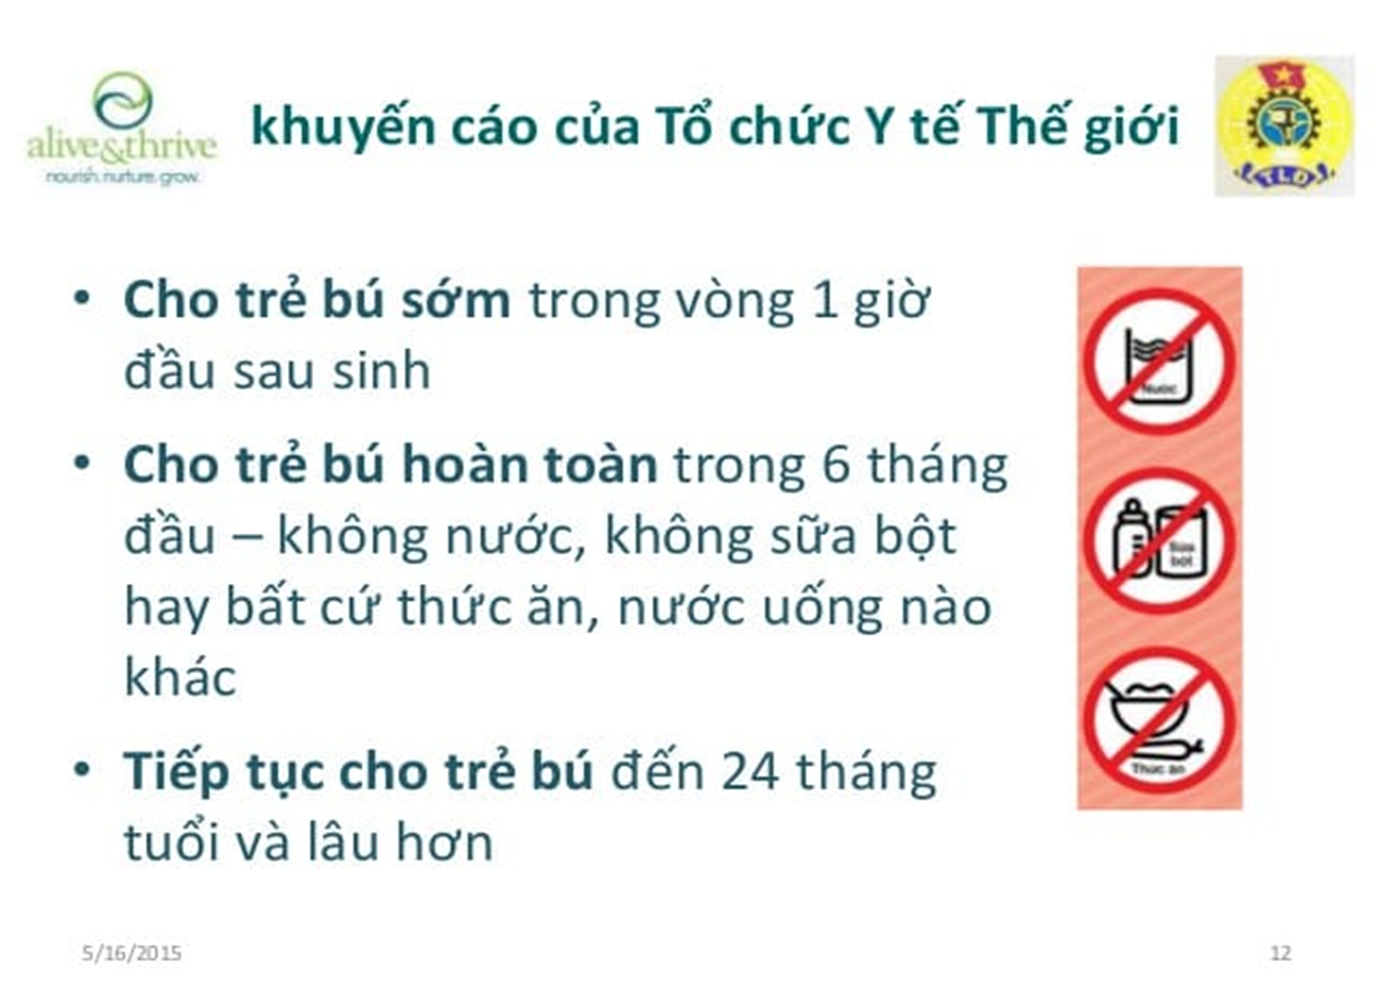 alive&thrive
nourish. nurture. grow.
khuyến cáo của Tổ chức Y tế Thế giới
TLĐ
• Cho trẻ bú sớm trong vòng 1 giờ
đầu sau sinh
• Cho trẻ bú hoàn toàn trong 6 tháng
đầu – không nước, không sữa bột
hay bất cứ thức ăn, nước uống nào
khác
• Tiếp tục cho trẻ bú đến 24 tháng
tuổi và lâu hơn
Nước
Sữa
bột
Thức ăn
5/16/2015
12